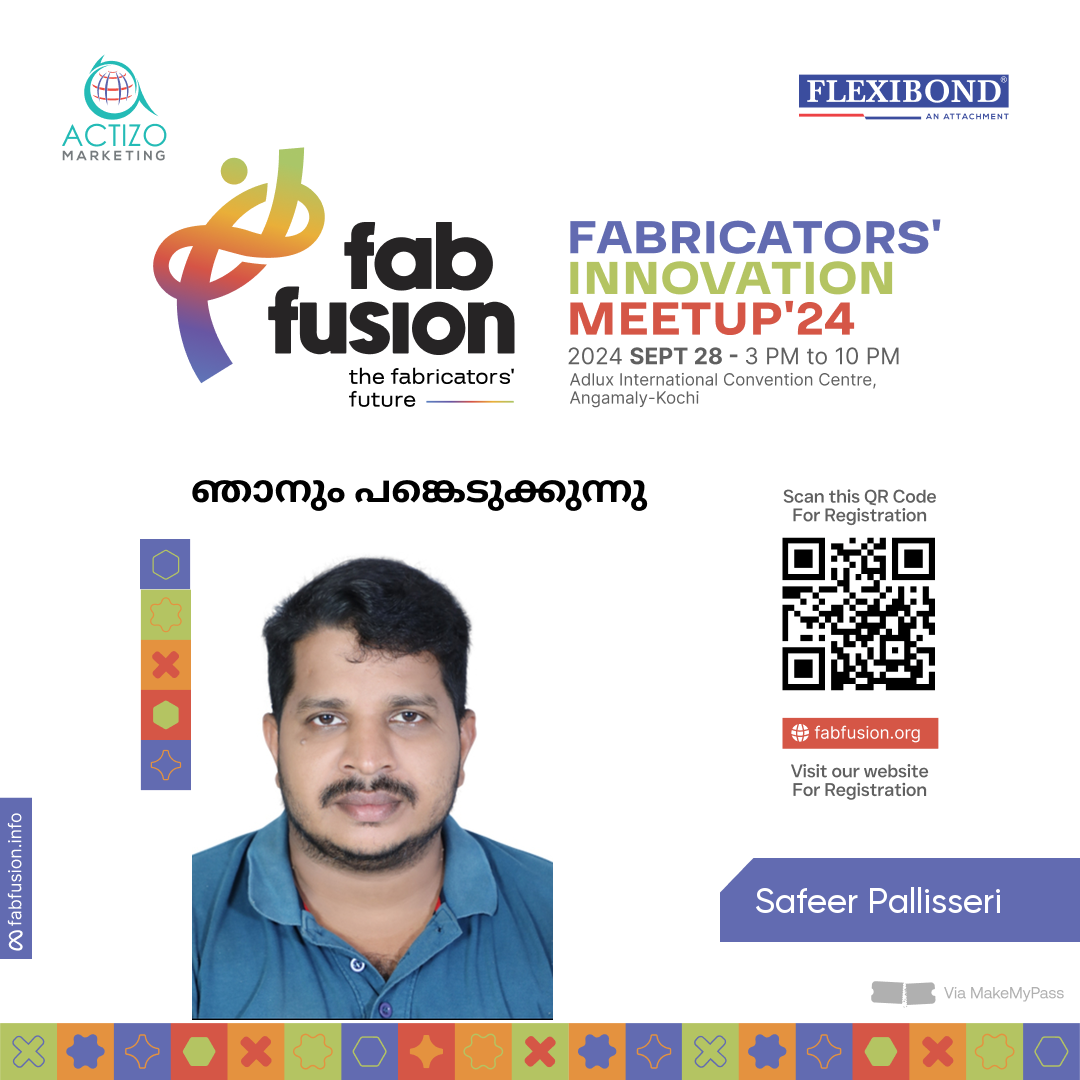 ACTIZO
MARKETING
FLEXIBOND®
AN ATTACHMENT
fab
fusion
the fabricators'
future
FABRICATORS'
INNOVATION
MEETUP'24
2024 SEPT 28 - 3 PM to 10 PM
Adlux International Convention Centre,
Angamaly-Kochi
ഞാനും പങ്കെടുക്കുന്നു
Scan this QR Code
For Registration
fabfusion.org
Visit our website
For Registration
fabfusion.info
Safeer Pallisseri
Via MakeMyPass